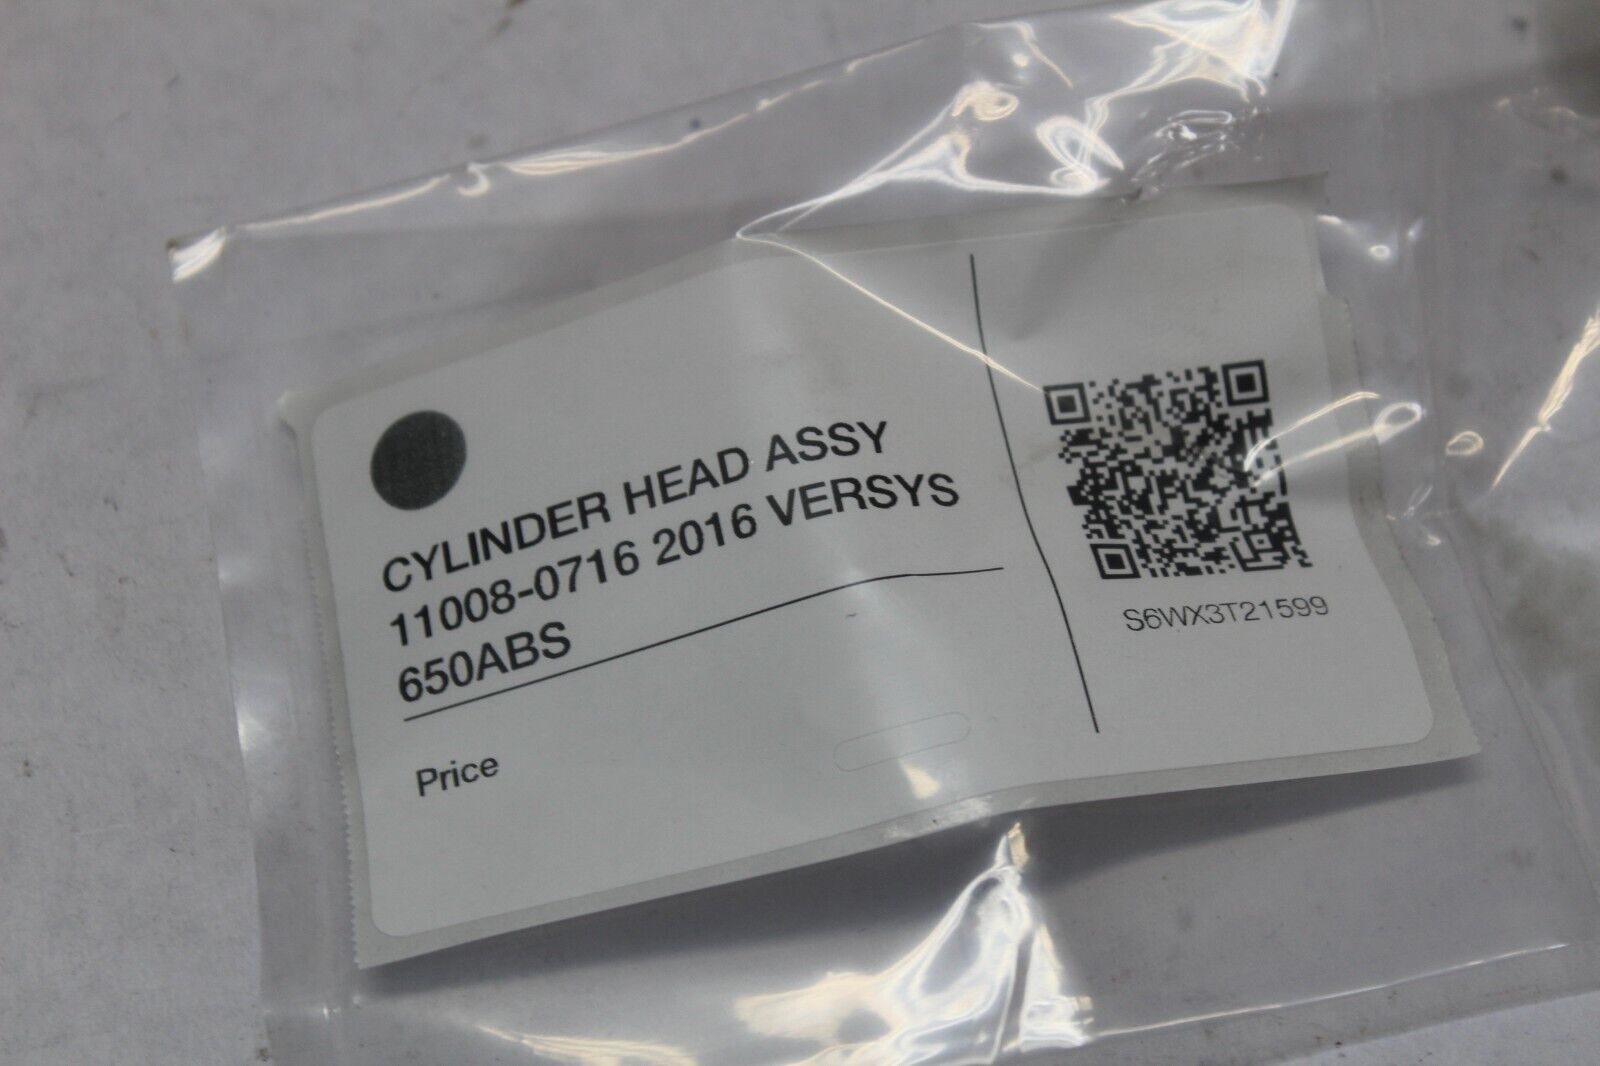 CYLINDER HEAD ASSY
11008-0716 2016 VERSYS
650ABS
Price
S6WX3T21599